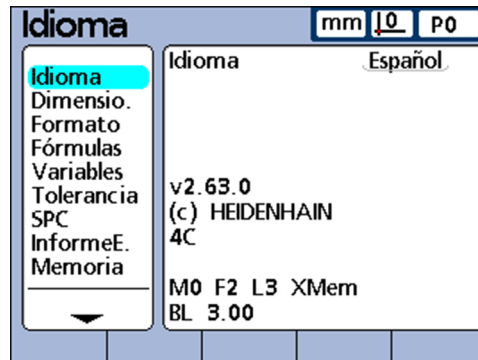 Idioma
mm 0 P0
Idioma
Dimensio.
Formato
Fórmulas
Variables
Tolerancia
SPC
InformeE.
Memoria
Idioma Español
v2.63.0
(c) HEIDENHAIN
4C
M0 F2 L3 XMem
BL 3.00